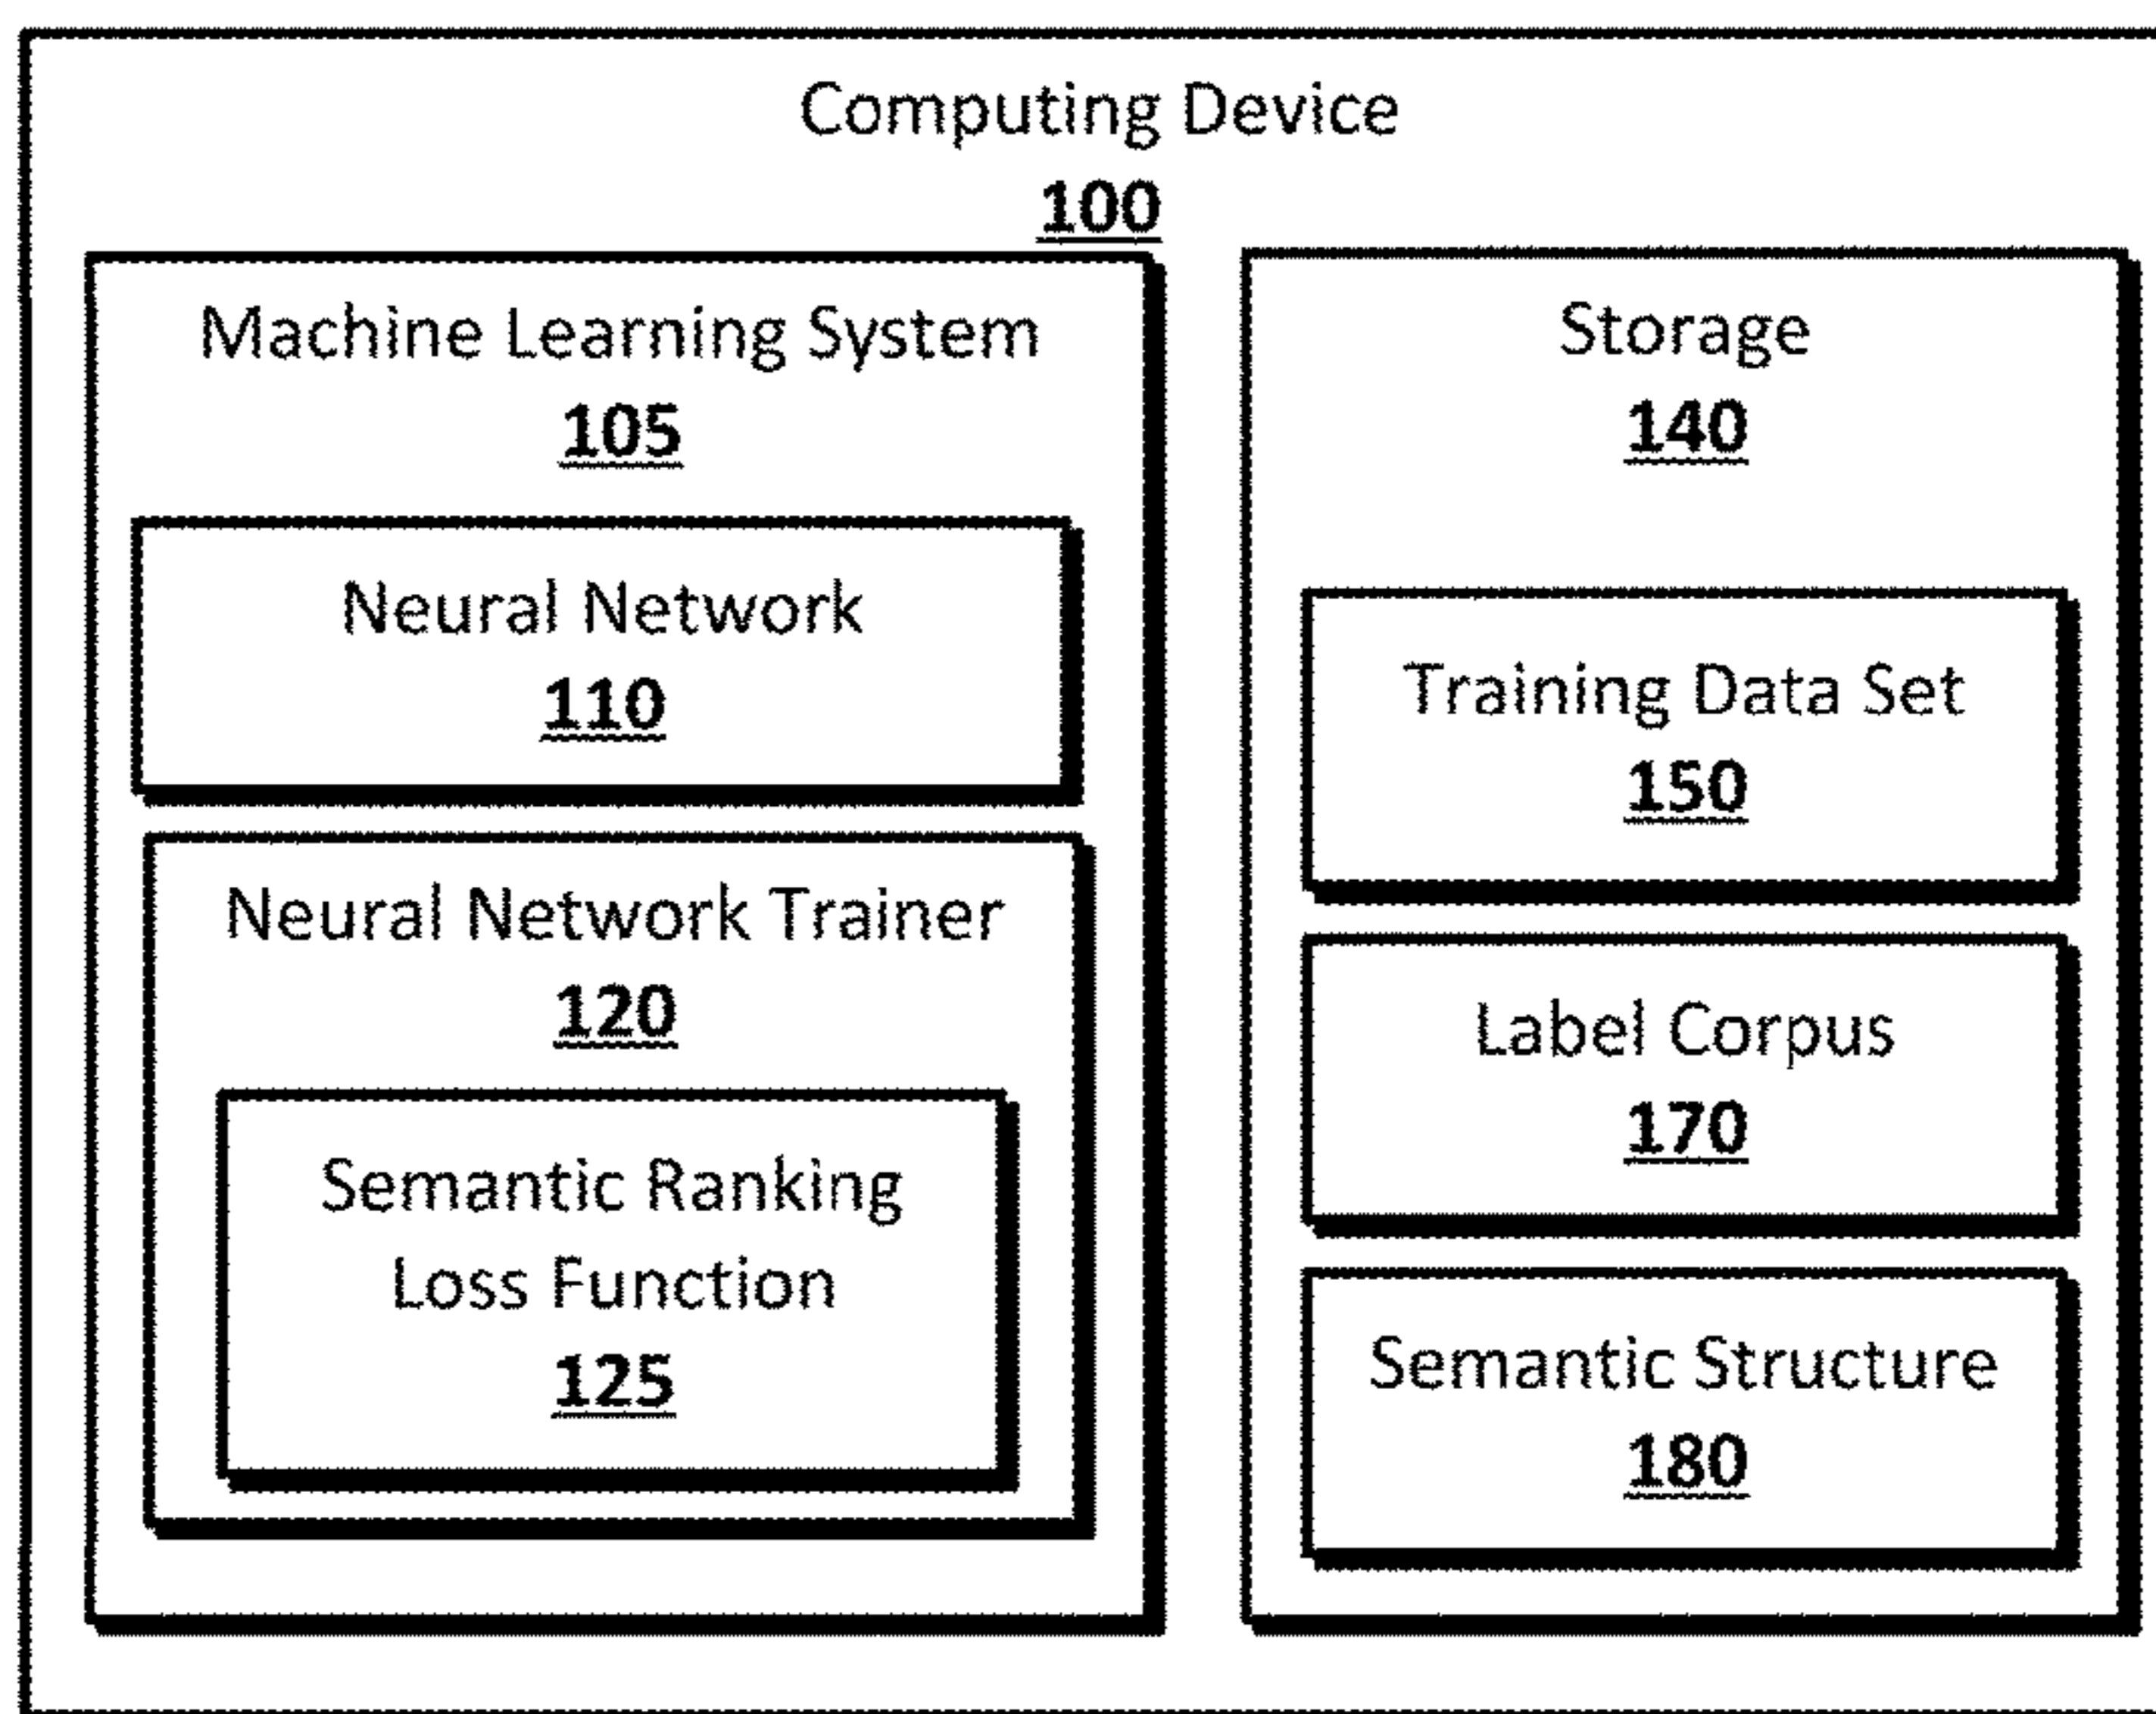 Computing Device
100
Machine Learning System
105
Neural Network
110
Neural Network Trainer
120
Semantic Ranking
Loss Function
125
Storage
140
Training Data Set
150
Label Corpus
170
Semantic Structure
180